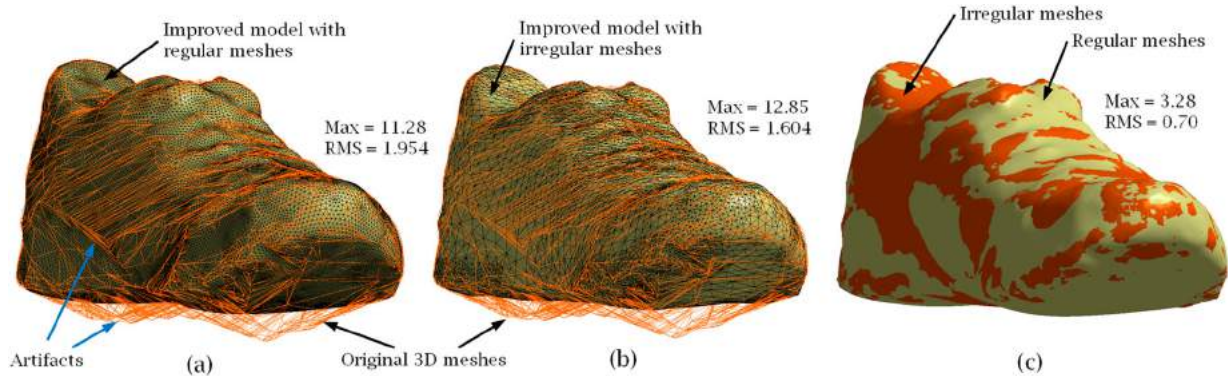 Improved model with
regular meshes
Max = 11.28
RMS = 1.954
Artifacts
(a)
Improved model with
irregular meshes
Max = 12.85
RMS = 1.604
Original 3D meshes
(b)
Irregular meshes
Regular meshes
Max = 3.28
RMS = 0.70
(c)